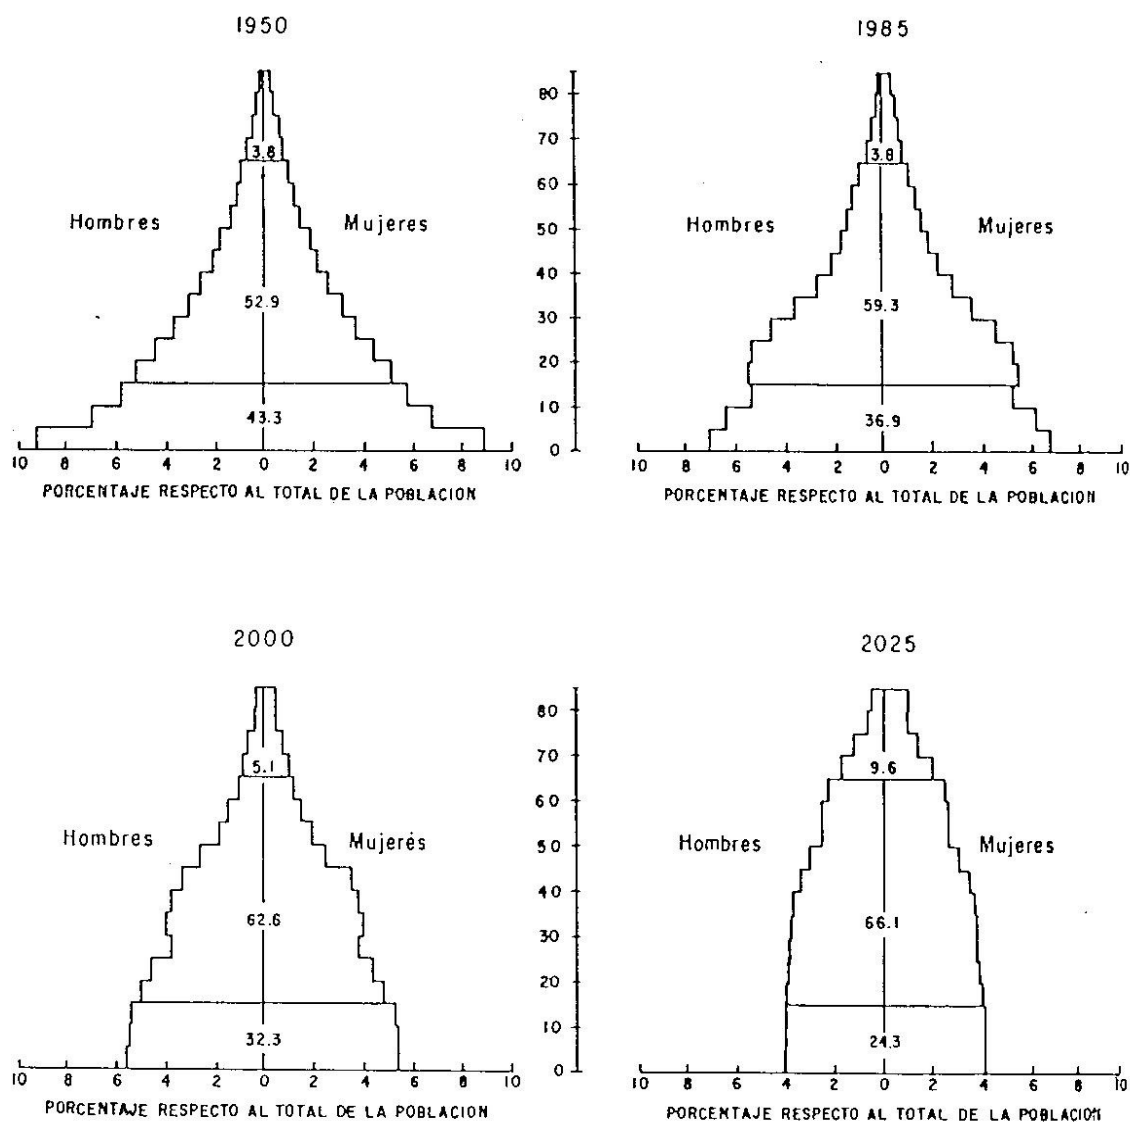 1950
1985
80
70
60
50
40
30
20
10
0
3.8
Hombres
Mujeres
52.9
43.3
10 8 6 4 2 0 2 4 6 8 10
PORCENTAJE RESPECTO AL TOTAL DE LA POBLACION
3.8
Hombres
Mujeres
59.3
36.9
10 8 6 4 2 0 2 4 6 8 10
PORCENTAJE RESPECTO AL TOTAL DE LA POBLACION
2000
2025
80
70
60
50
40
30
20
10
0
5.1
Hombres
Mujerés
62.6
32.3
10 8 6 4 2 0 2 4 6 8 10
PORCENTAJE RESPECTO AL TOTAL DE LA POBLACION
9.6
Hombres
Mujeres
66.1
24.3
10 8 6 4 2 0 2 4 6 8 10
PORCENTAJE RESPECTO AL TOTAL DE LA POBLACION